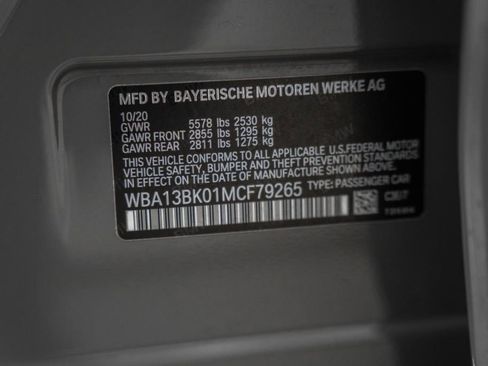 MFD BY BAYERISCHE MOTOREN WERKE AG
10/20
GVWR 5578 lbs 2530 kg
GAWR FRONT 2855 lbs 1295 kg
GAWR REAR 2811 lbs 1275 kg
THIS VEHICLE CONFORMS TO ALL APPLICABLE U.S.FEDERAL MOTOR
VEHICLE SAFETY, BUMPER AND THEFT PREVENTION STANDARDS
IN EFFECT ON THE DATE OF MANUFACTURE SHOWN ABOVE.
WBA13BK01MCF79265 TYPE: PASSENGER CAR